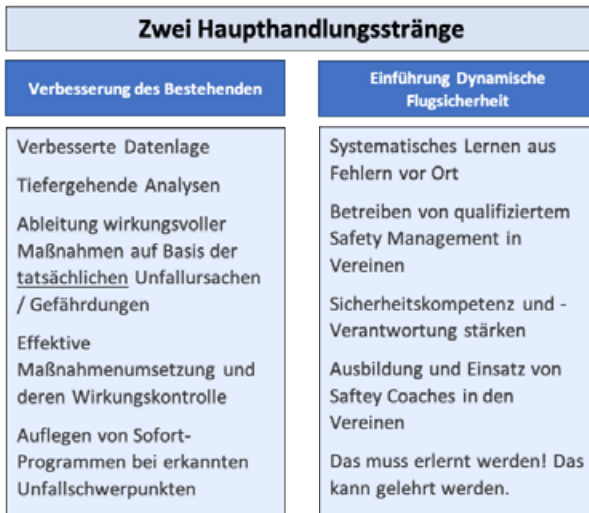 Zwei Haupthandlungsstränge
Verbesserung des Bestehenden
Verbesserte Datenlage
Tiefergehende Analysen
Ableitung wirkungsvoller
Maßnahmen auf Basis der
tatsächlichen Unfallursachen
/ Gefährdungen
Effektive
Maßnahmenumsetzung und
deren Wirkungskontrolle
Auflegen von Sofort-
Programmen bei erkannten
Unfallschwerpunkten
Einführung Dynamische
Flugsicherheit
Systematisches Lernen aus
Fehlern vor Ort
Betreiben von qualifiziertem
Safety Management in
Vereinen
Sicherheitskompetenz und -
Verantwortung stärken
Ausbildung und Einsatz von
Saftey Coaches in den
Vereinen
Das muss erlernt werden! Das
kann gelehrt werden.